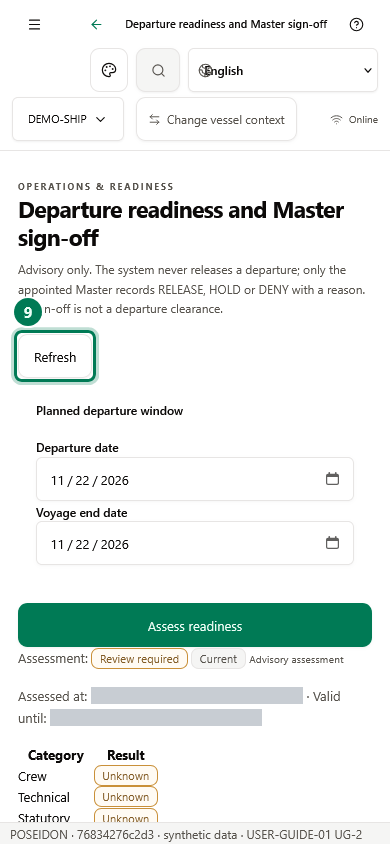 Departure readiness and Master sign-off
English
DEMO-SHIP
Change vessel context
Online
OPERATIONS & READINESS
Departure readiness and Master
sign-off
Advisory only. The system never releases a departure; only the
appointed Master records RELEASE, HOLD or DENY with a reason.
9
n-off is not a departure clearance.
Refresh
Planned departure window
Departure date
11 / 22 / 2026
Voyage end date
11 / 22 / 2026
Assess readiness
Assessment: Review required Current Advisory assessment
Assessed at: · Valid
until:
Category Result
Crew Unknown
Technical Unknown
Statutory Unknown
POSEIDON · 76834276c2d3 · synthetic data · USER-GUIDE-01 UG-2